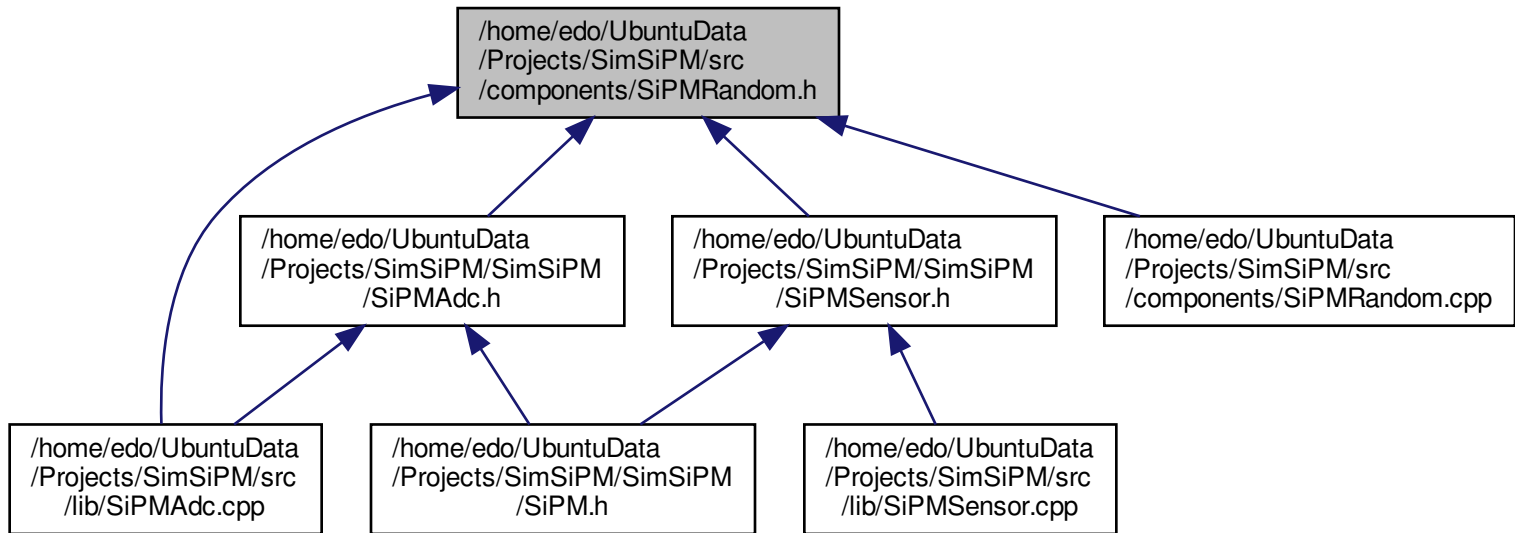 /home/edo/UbuntuData
/Projects/SimSiPM/src
/components/SiPMRandom.h
/home/edo/UbuntuData
/Projects/SimSiPM/SimSiPM
/SiPMAdc.h
/home/edo/UbuntuData
/Projects/SimSiPM/SimSiPM
/SiPMSensor.h
/home/edo/UbuntuData
/Projects/SimSiPM/src
/components/SiPMRandom.cpp
/home/edo/UbuntuData
/Projects/SimSiPM/src
/lib/SiPMAdc.cpp
/home/edo/UbuntuData
/Projects/SimSiPM/SimSiPM
/SiPM.h
/home/edo/UbuntuData
/Projects/SimSiPM/src
/lib/SiPMSensor.cpp